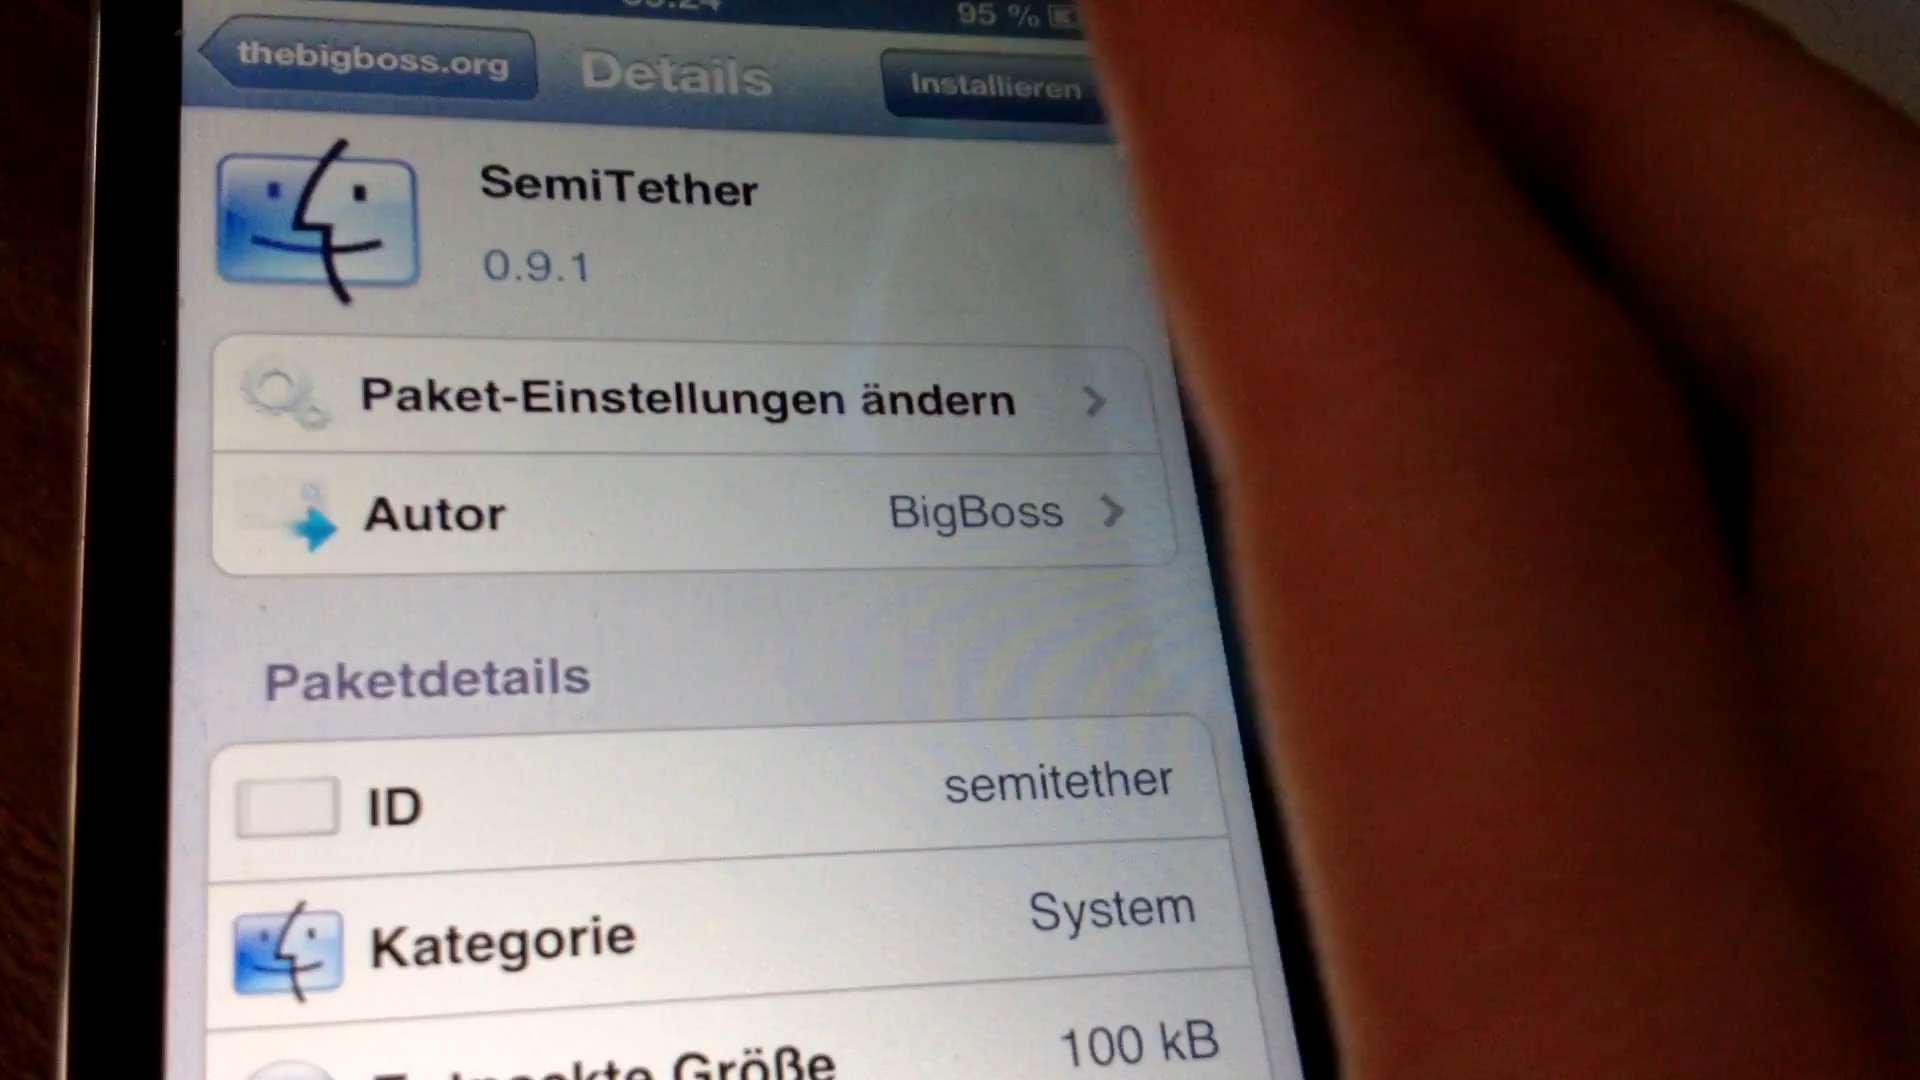 95 %
thebigboss.org
Details
Installieren
SemiTether
0.9.1
Paket-Einstellungen ändern
Autor
BigBoss
Paketdetails
ID
semitether
Kategorie
System
Größe
100 kB